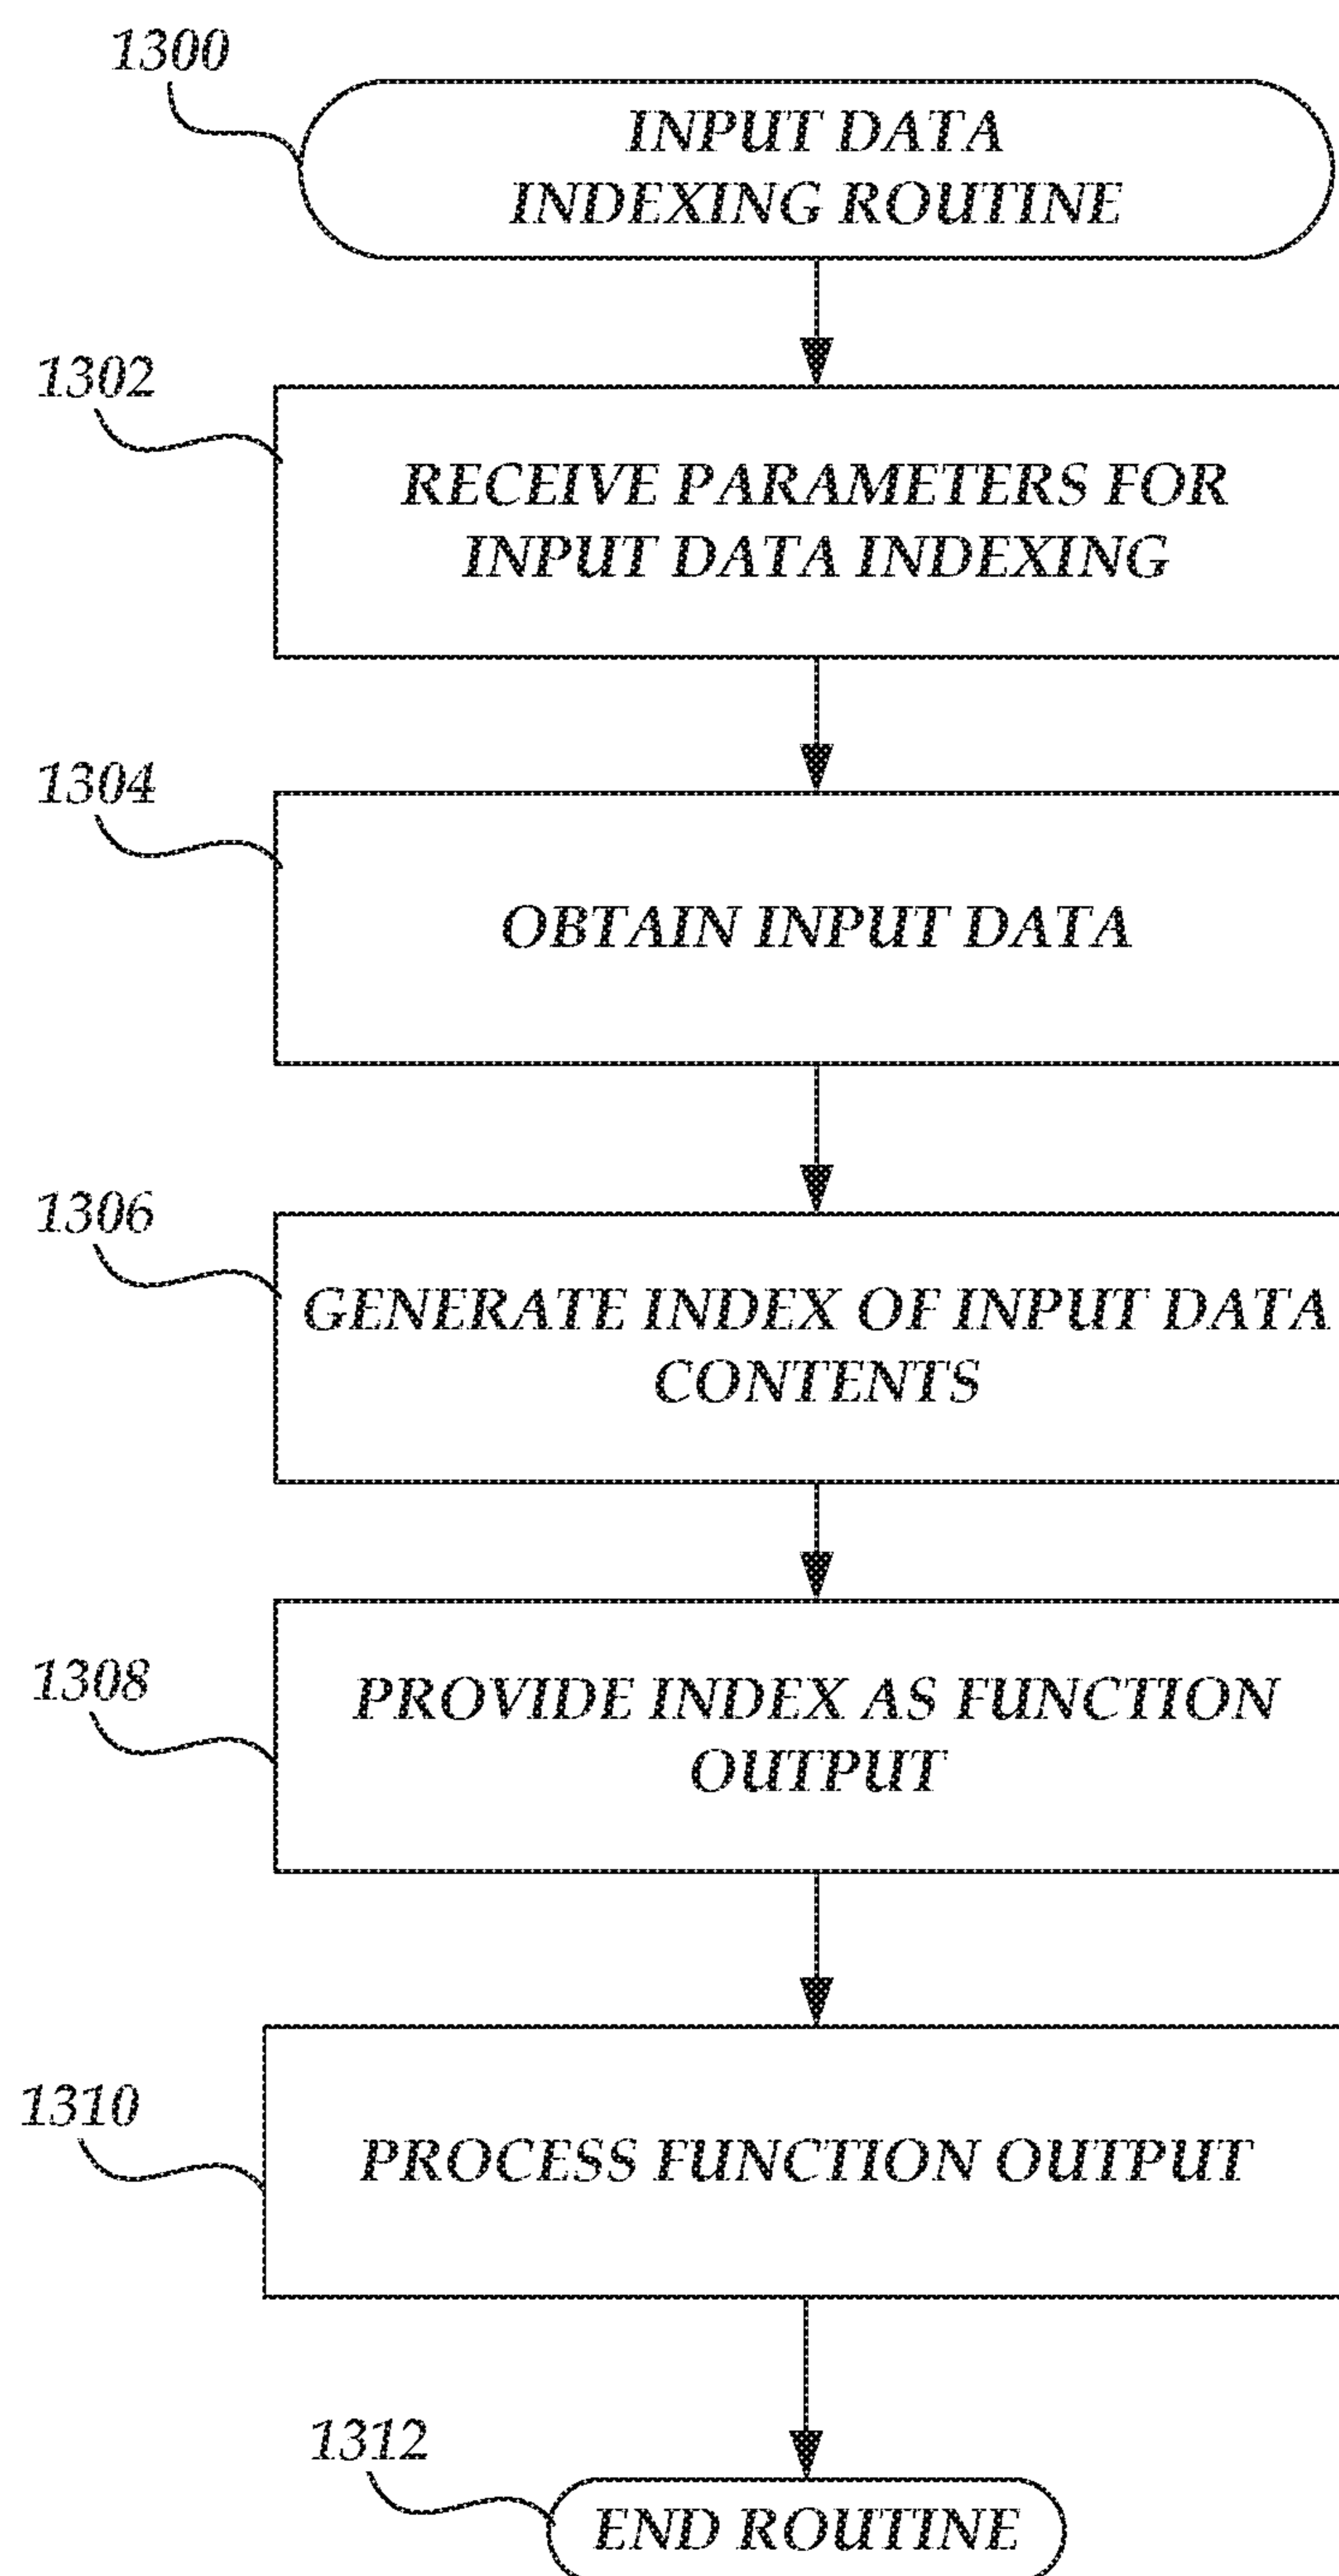 1300
INPUT DATA
INDEXING ROUTINE
1302
RECEIVE PARAMETERS FOR
INPUT DATA INDEXING
1304
OBTAIN INPUT DATA
1306
GENERATE INDEX OF INPUT DATA
CONTENTS
1308
PROVIDE INDEX AS FUNCTION
OUTPUT
1310
PROCESS FUNCTION OUTPUT
1312
END ROUTINE